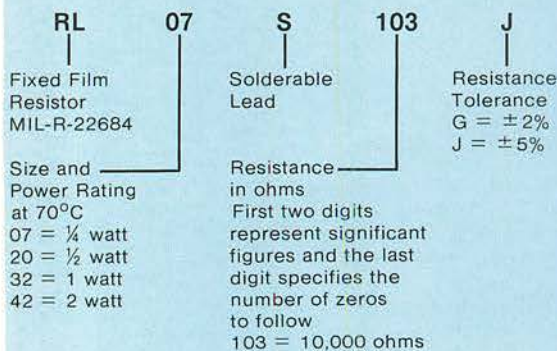 RL 07 S 103 J
Fixed Film
Resistor
MIL-R-22684
Solderable
Lead
Resistance
Tolerance
G = ±2%
J = ±5%
Size and
Power Rating
at 70°C
07 = ¼ watt
20 = ½ watt
32 = 1 watt
42 = 2 watt
Resistance
in ohms
First two digits
represent significant
figures and the last
digit specifies the
number of zeros
to follow
103 = 10,000 ohms